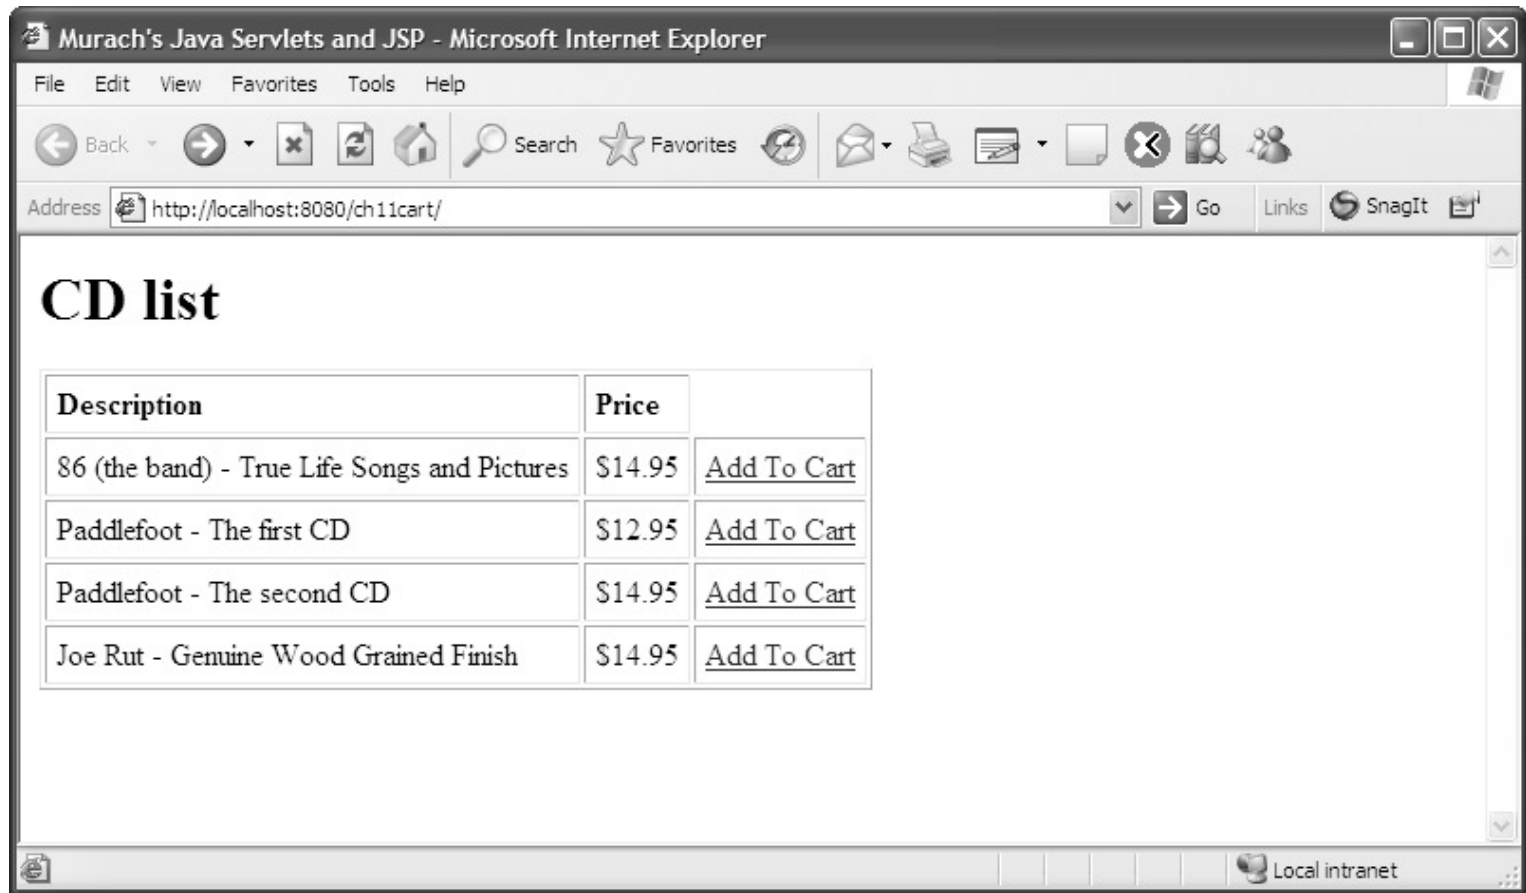 Murach's Java Servlets and JSP - Microsoft Internet Explorer
File Edit View Favorites Tools Help
Back Search Favorites
Address http://localhost:8080/ch11cart/ Go Links SnagIt
CD list
Description Price
86 (the band) - True Life Songs and Pictures $14.95 Add To Cart
Paddlefoot - The first CD $12.95 Add To Cart
Paddlefoot - The second CD $14.95 Add To Cart
Joe Rut - Genuine Wood Grained Finish $14.95 Add To Cart
Local intranet